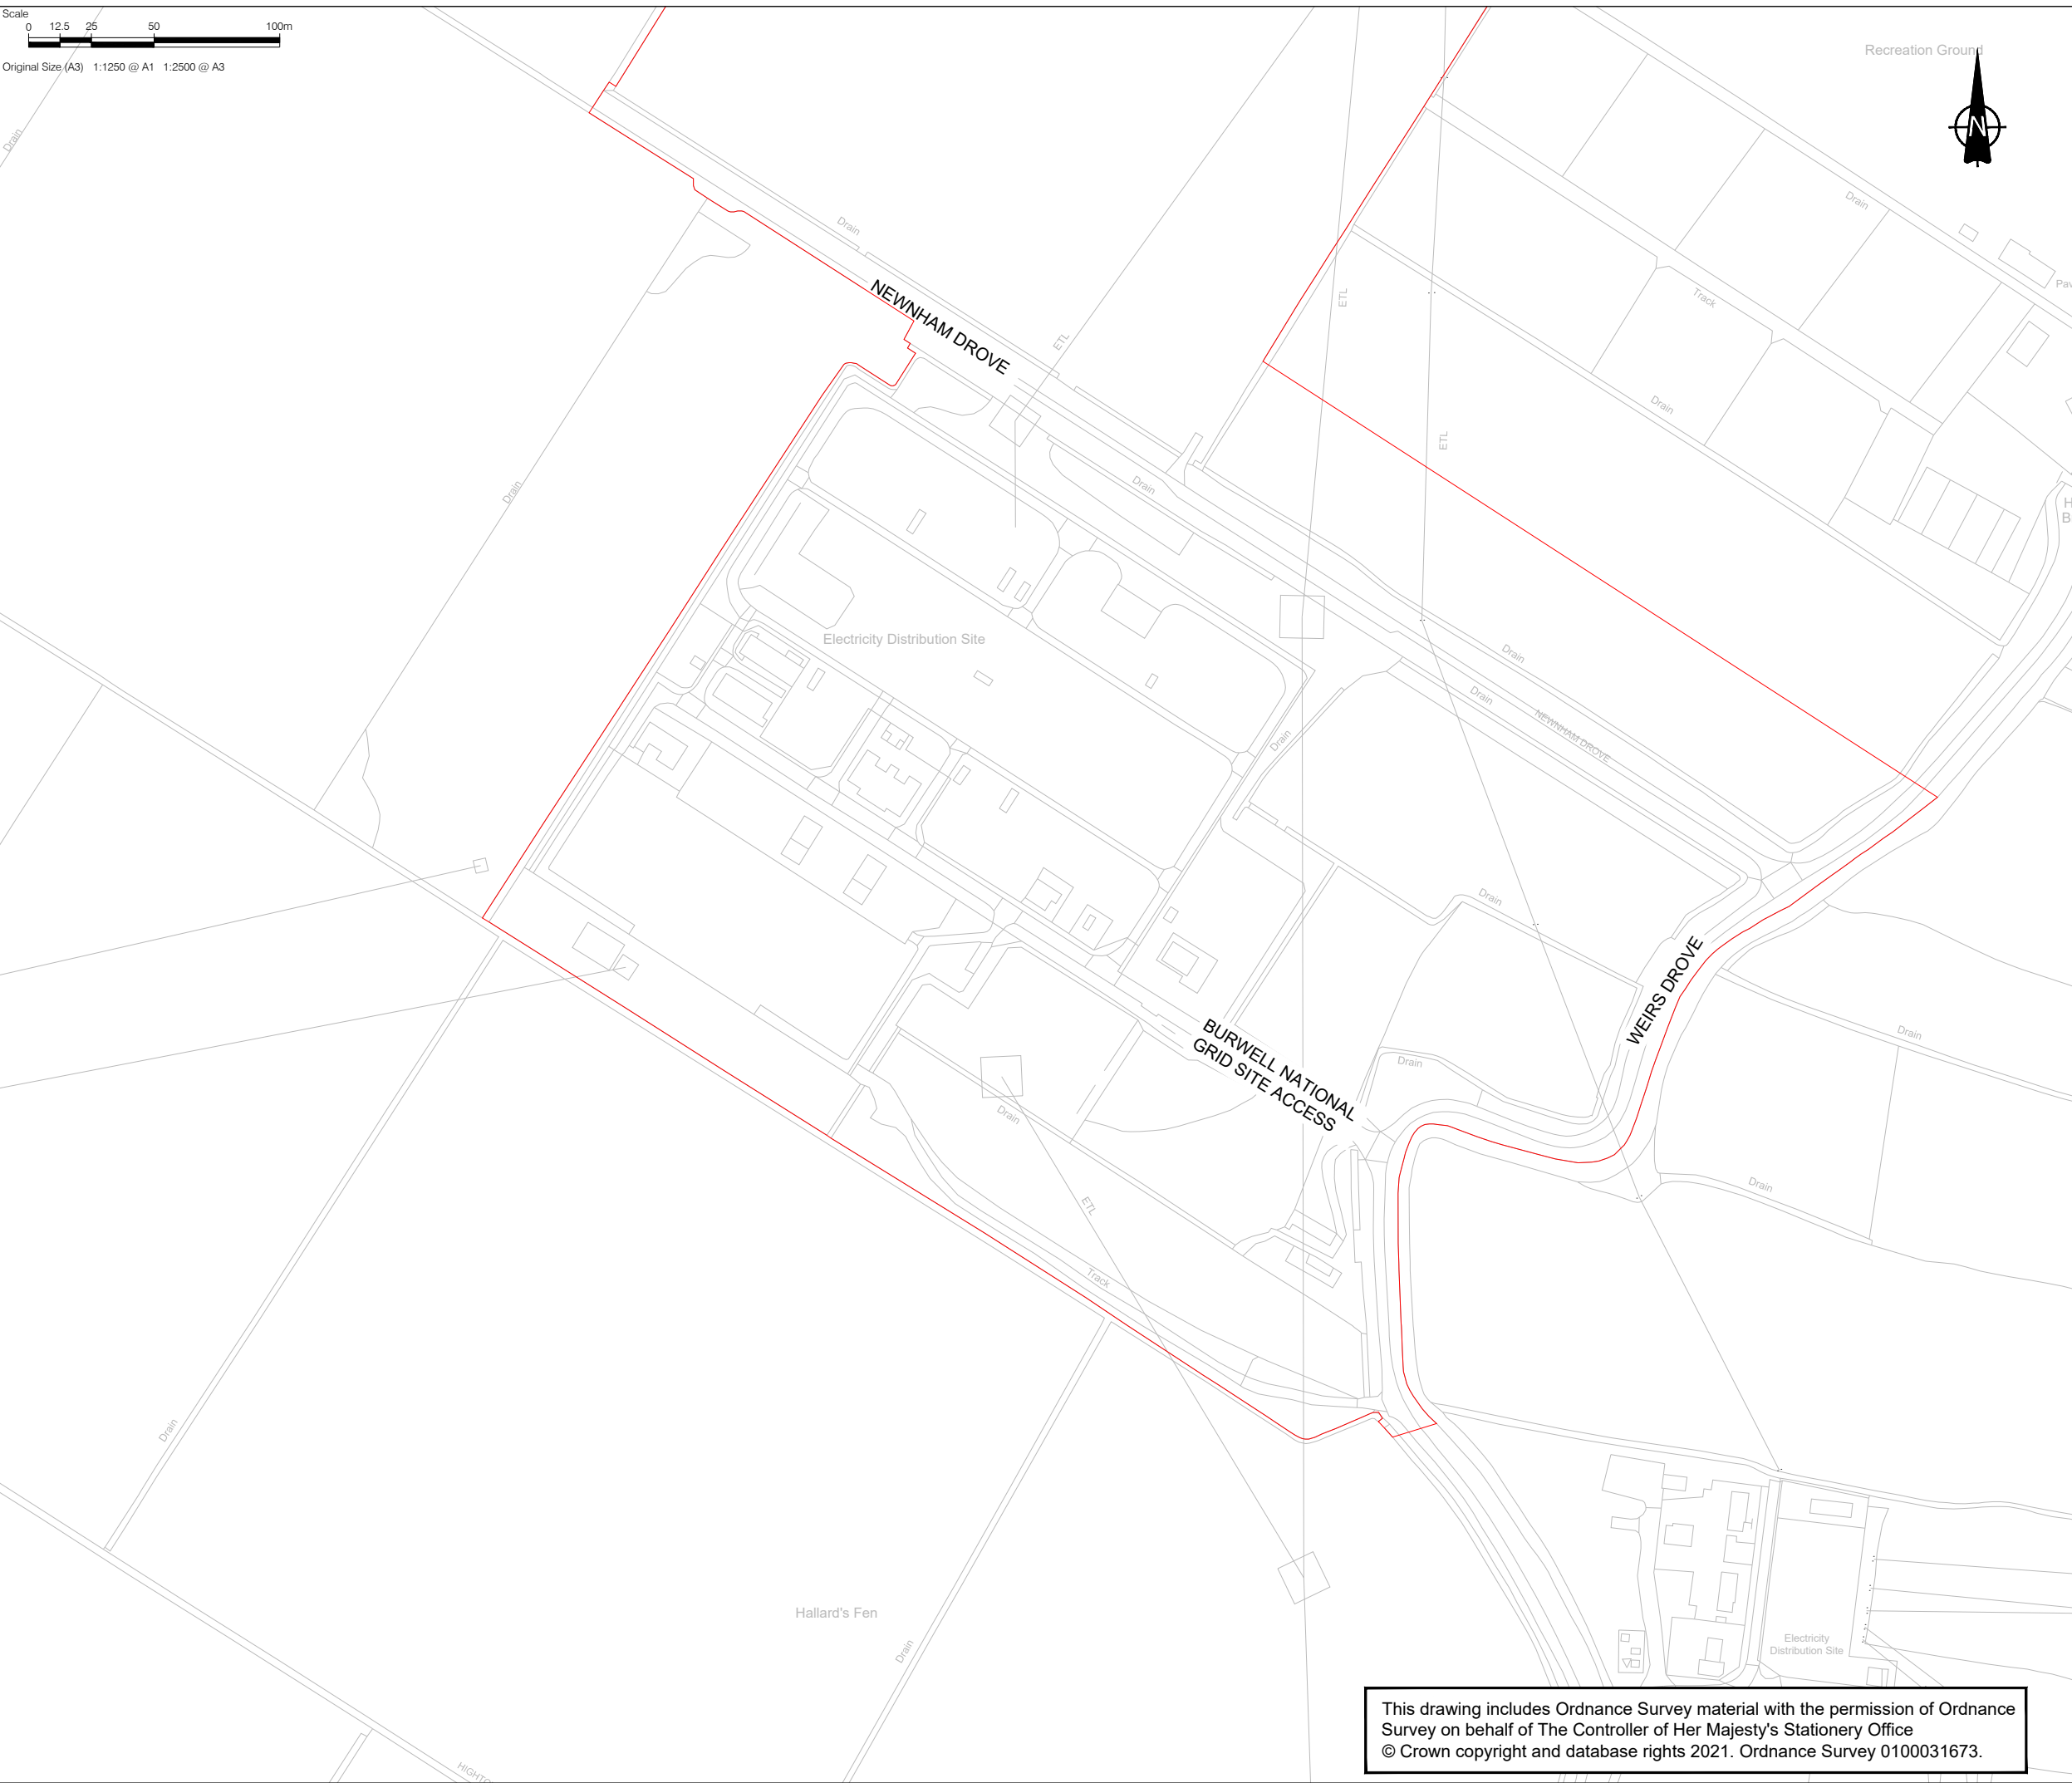 Scale
0 12.5 25 50 100m
Original Size (A3) 1:1250 @ A1 1:2500 @ A3
Recreation Ground
N
Drain
Drain
Drain
NEWNHAM DROVE
ETL
ETL
Track
Drain
ETL
Drain
Drain
Electricity Distribution Site
Drain
Drain
NEWNHAM DROVE
Drain
Drain
WEIRS DROVE
Drain
BURWELL NATIONAL
GRID SITE ACCESS
Drain
Drain
Drain
ETL
Track
Drain
Hallard's Fen
Drain
Electricity
Distribution Site
This drawing includes Ordnance Survey material with the permission of Ordnance
Survey on behalf of The Controller of Her Majesty's Stationery Office
© Crown copyright and database rights 2021. Ordnance Survey 0100031673.